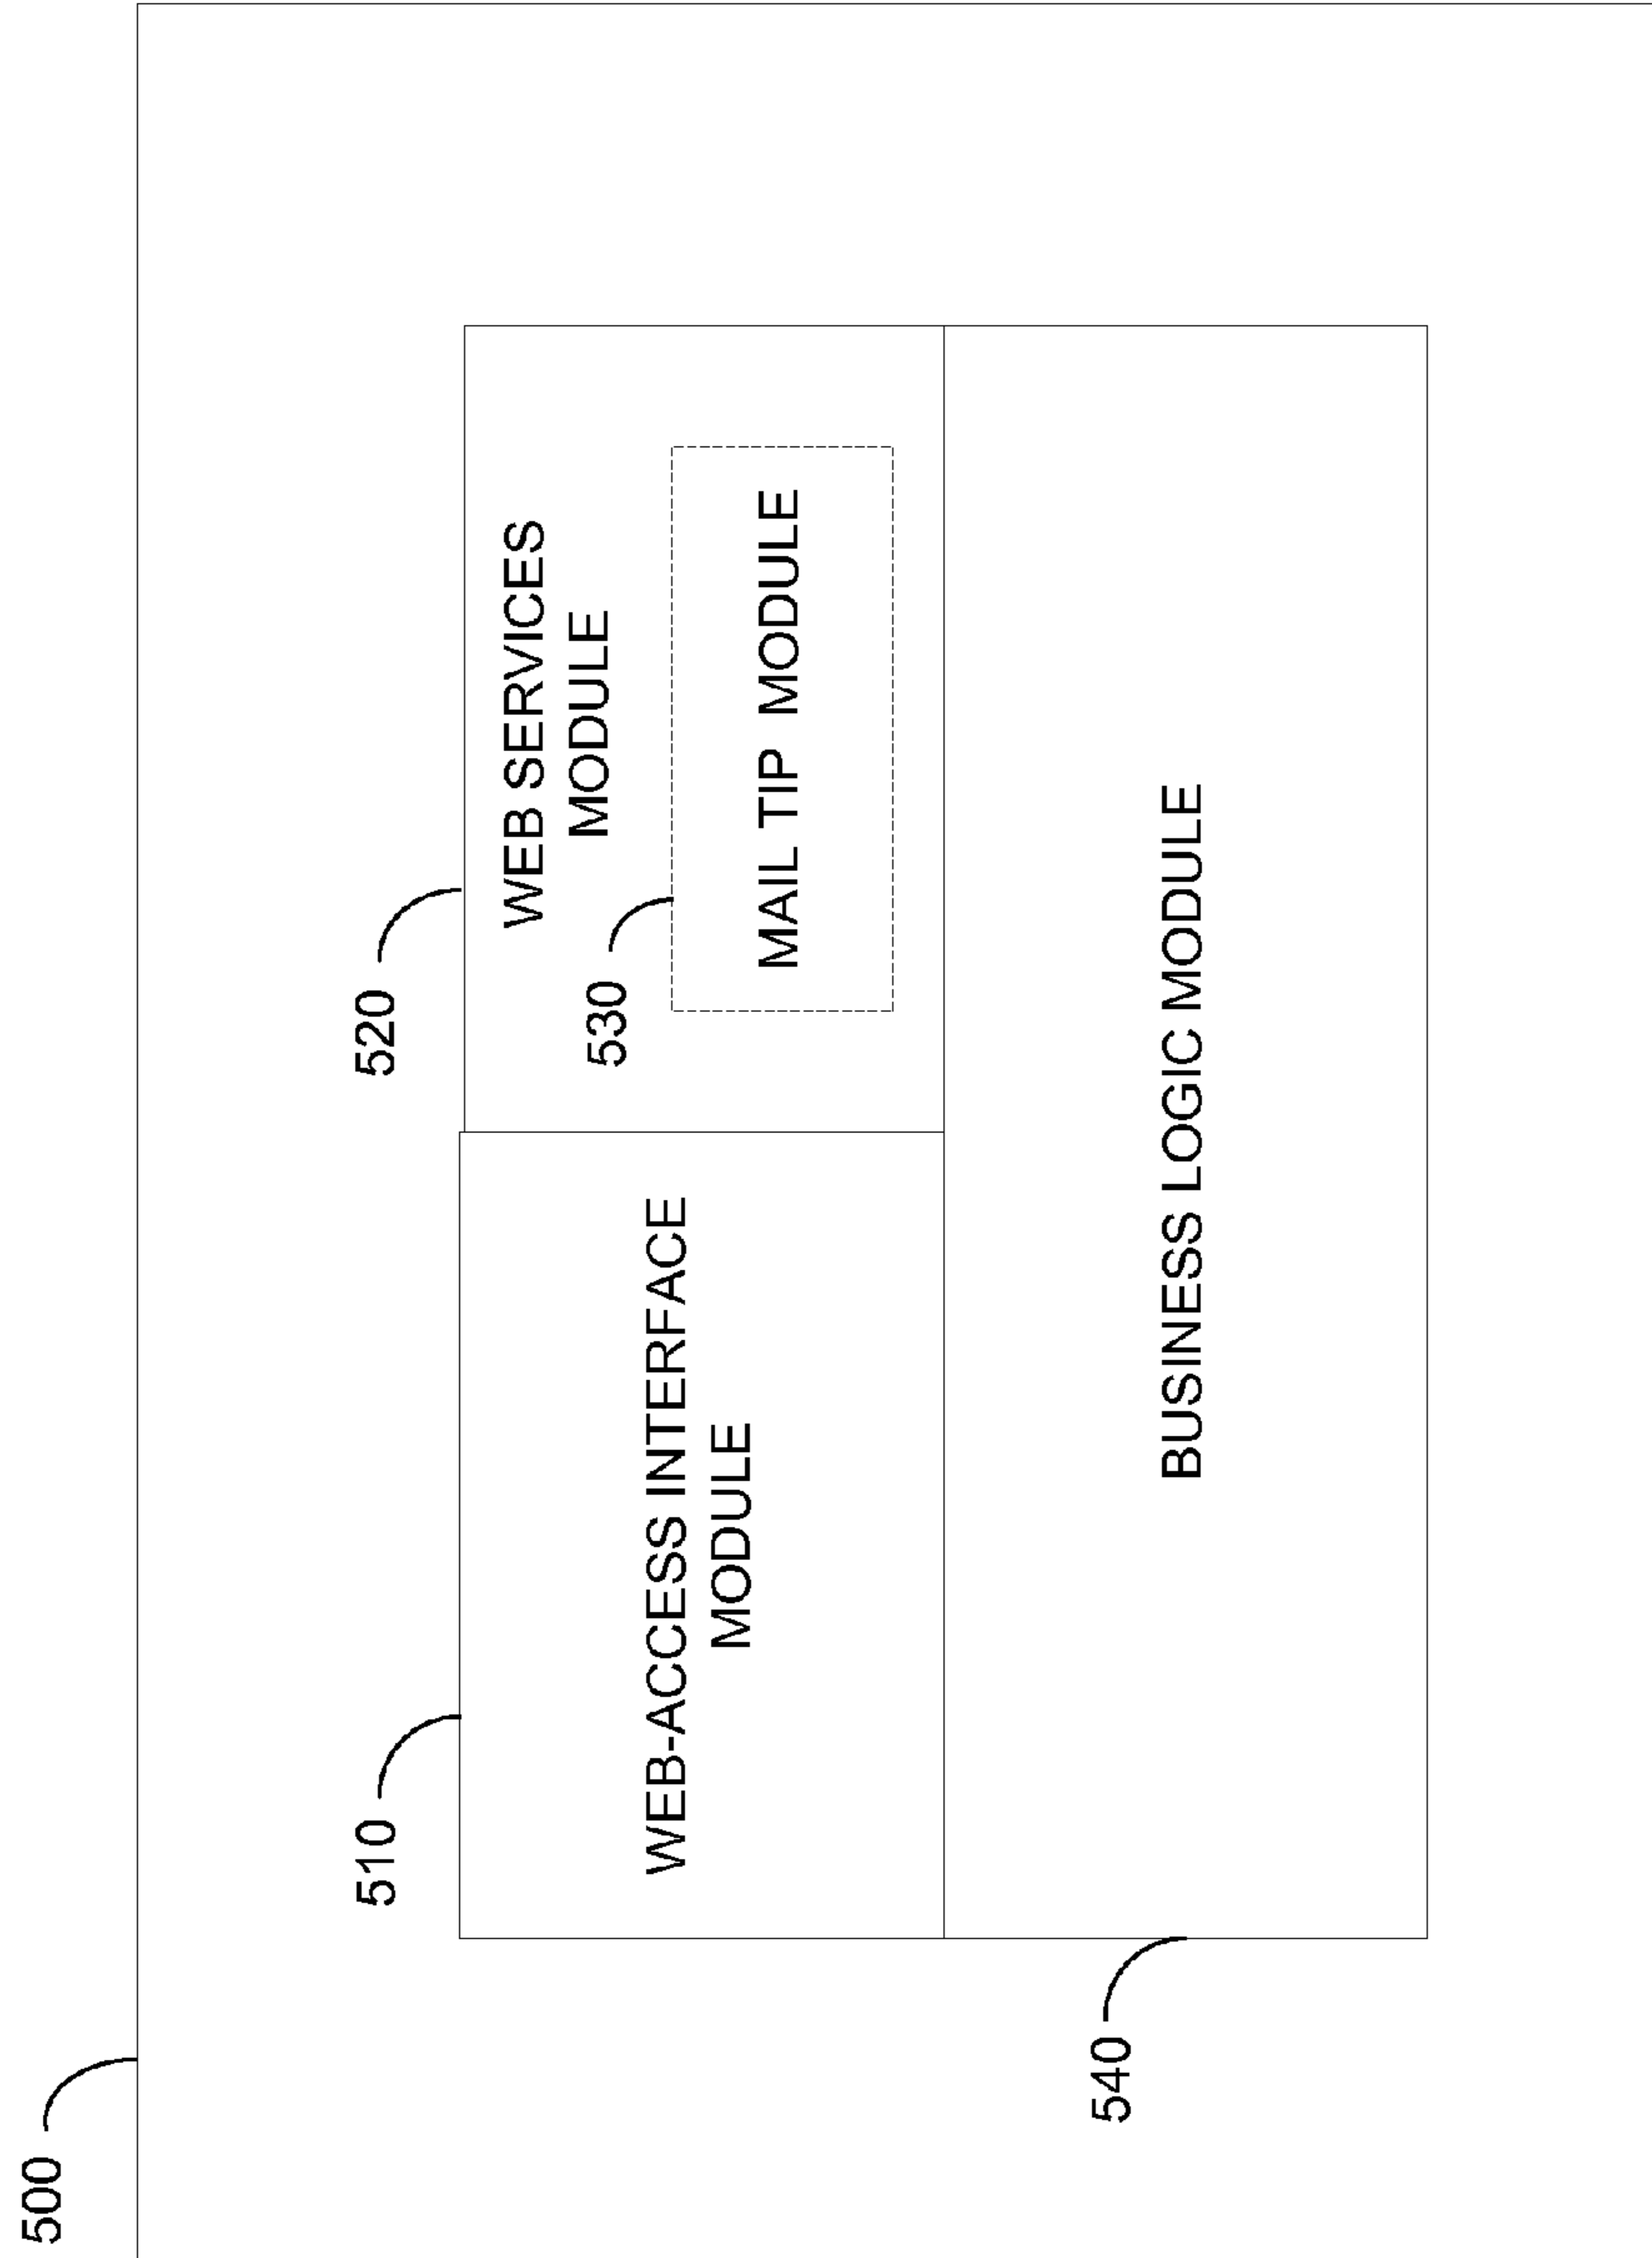 500
510
520
WEB SERVICES
MODULE
530
WEB-ACCESS INTERFACE
MODULE
MAIL TIP MODULE
540
BUSINESS LOGIC MODULE